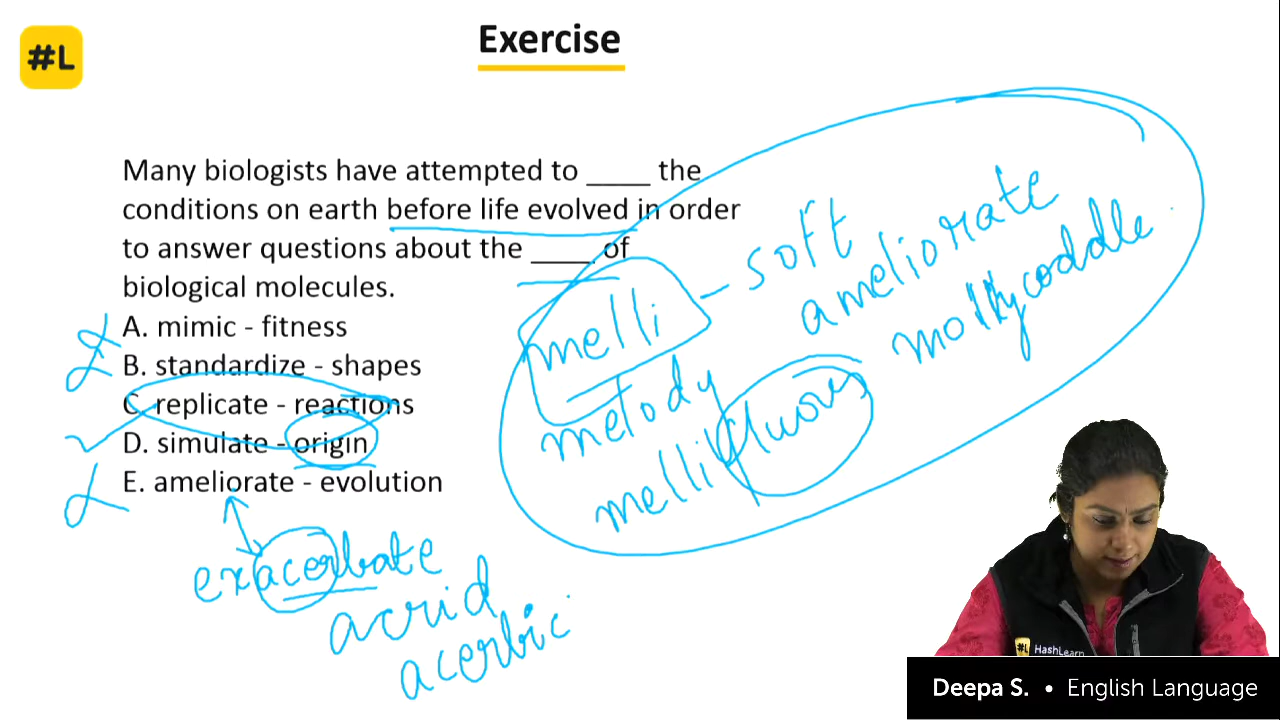 #L
Exercise
Many biologists have attempted to ____ the
conditions on earth before life evolved in order
to answer questions about the ____ of
biological molecules.
A. mimic - fitness
B. standardize - shapes
C. replicate - reactions
D. simulate - origin
E. ameliorate - evolution
melli - soft
ameliorate
mollycoddle
melody
mellifluous
exacerbate
acrid
acerbic
#L HashLearn
Deepa S. • English Language